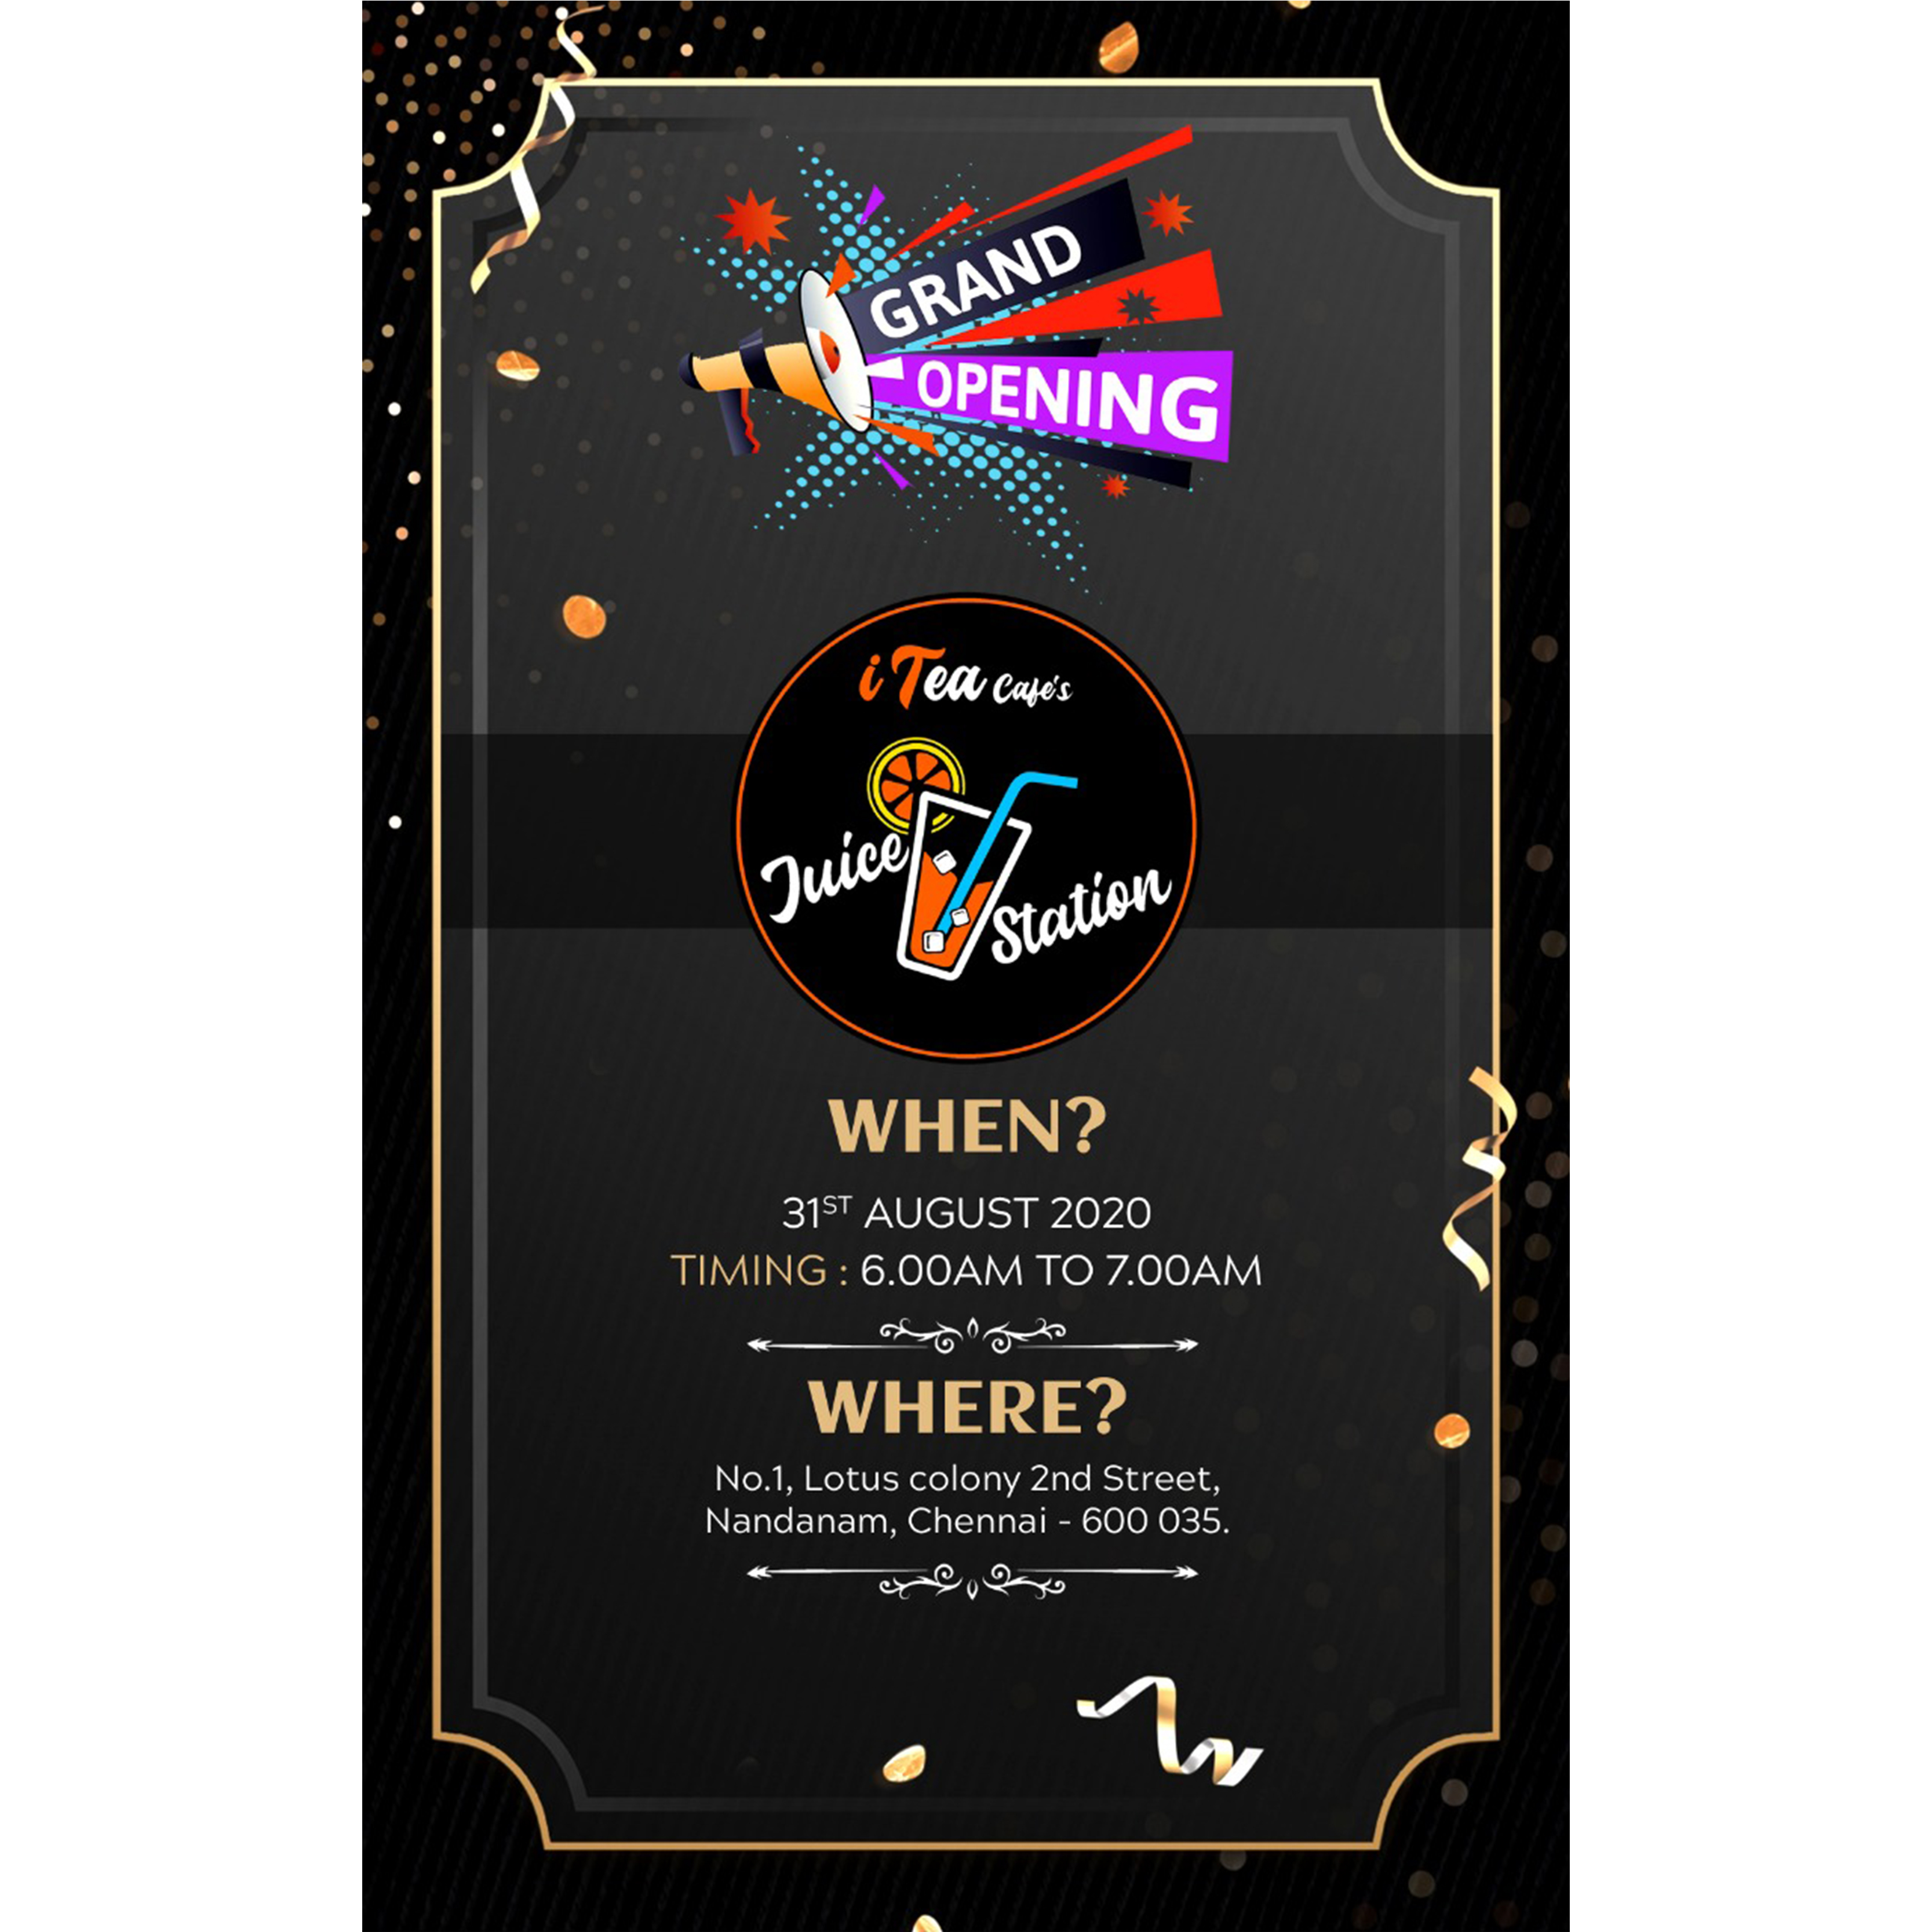 GRAND
OPENING
i Tea Cafe's
Juice Station
WHEN?
31ST AUGUST 2020
TIMING : 6.00AM TO 7.00AM
WHERE?
No.1, Lotus colony 2nd Street,
Nandanam, Chennai - 600 035.